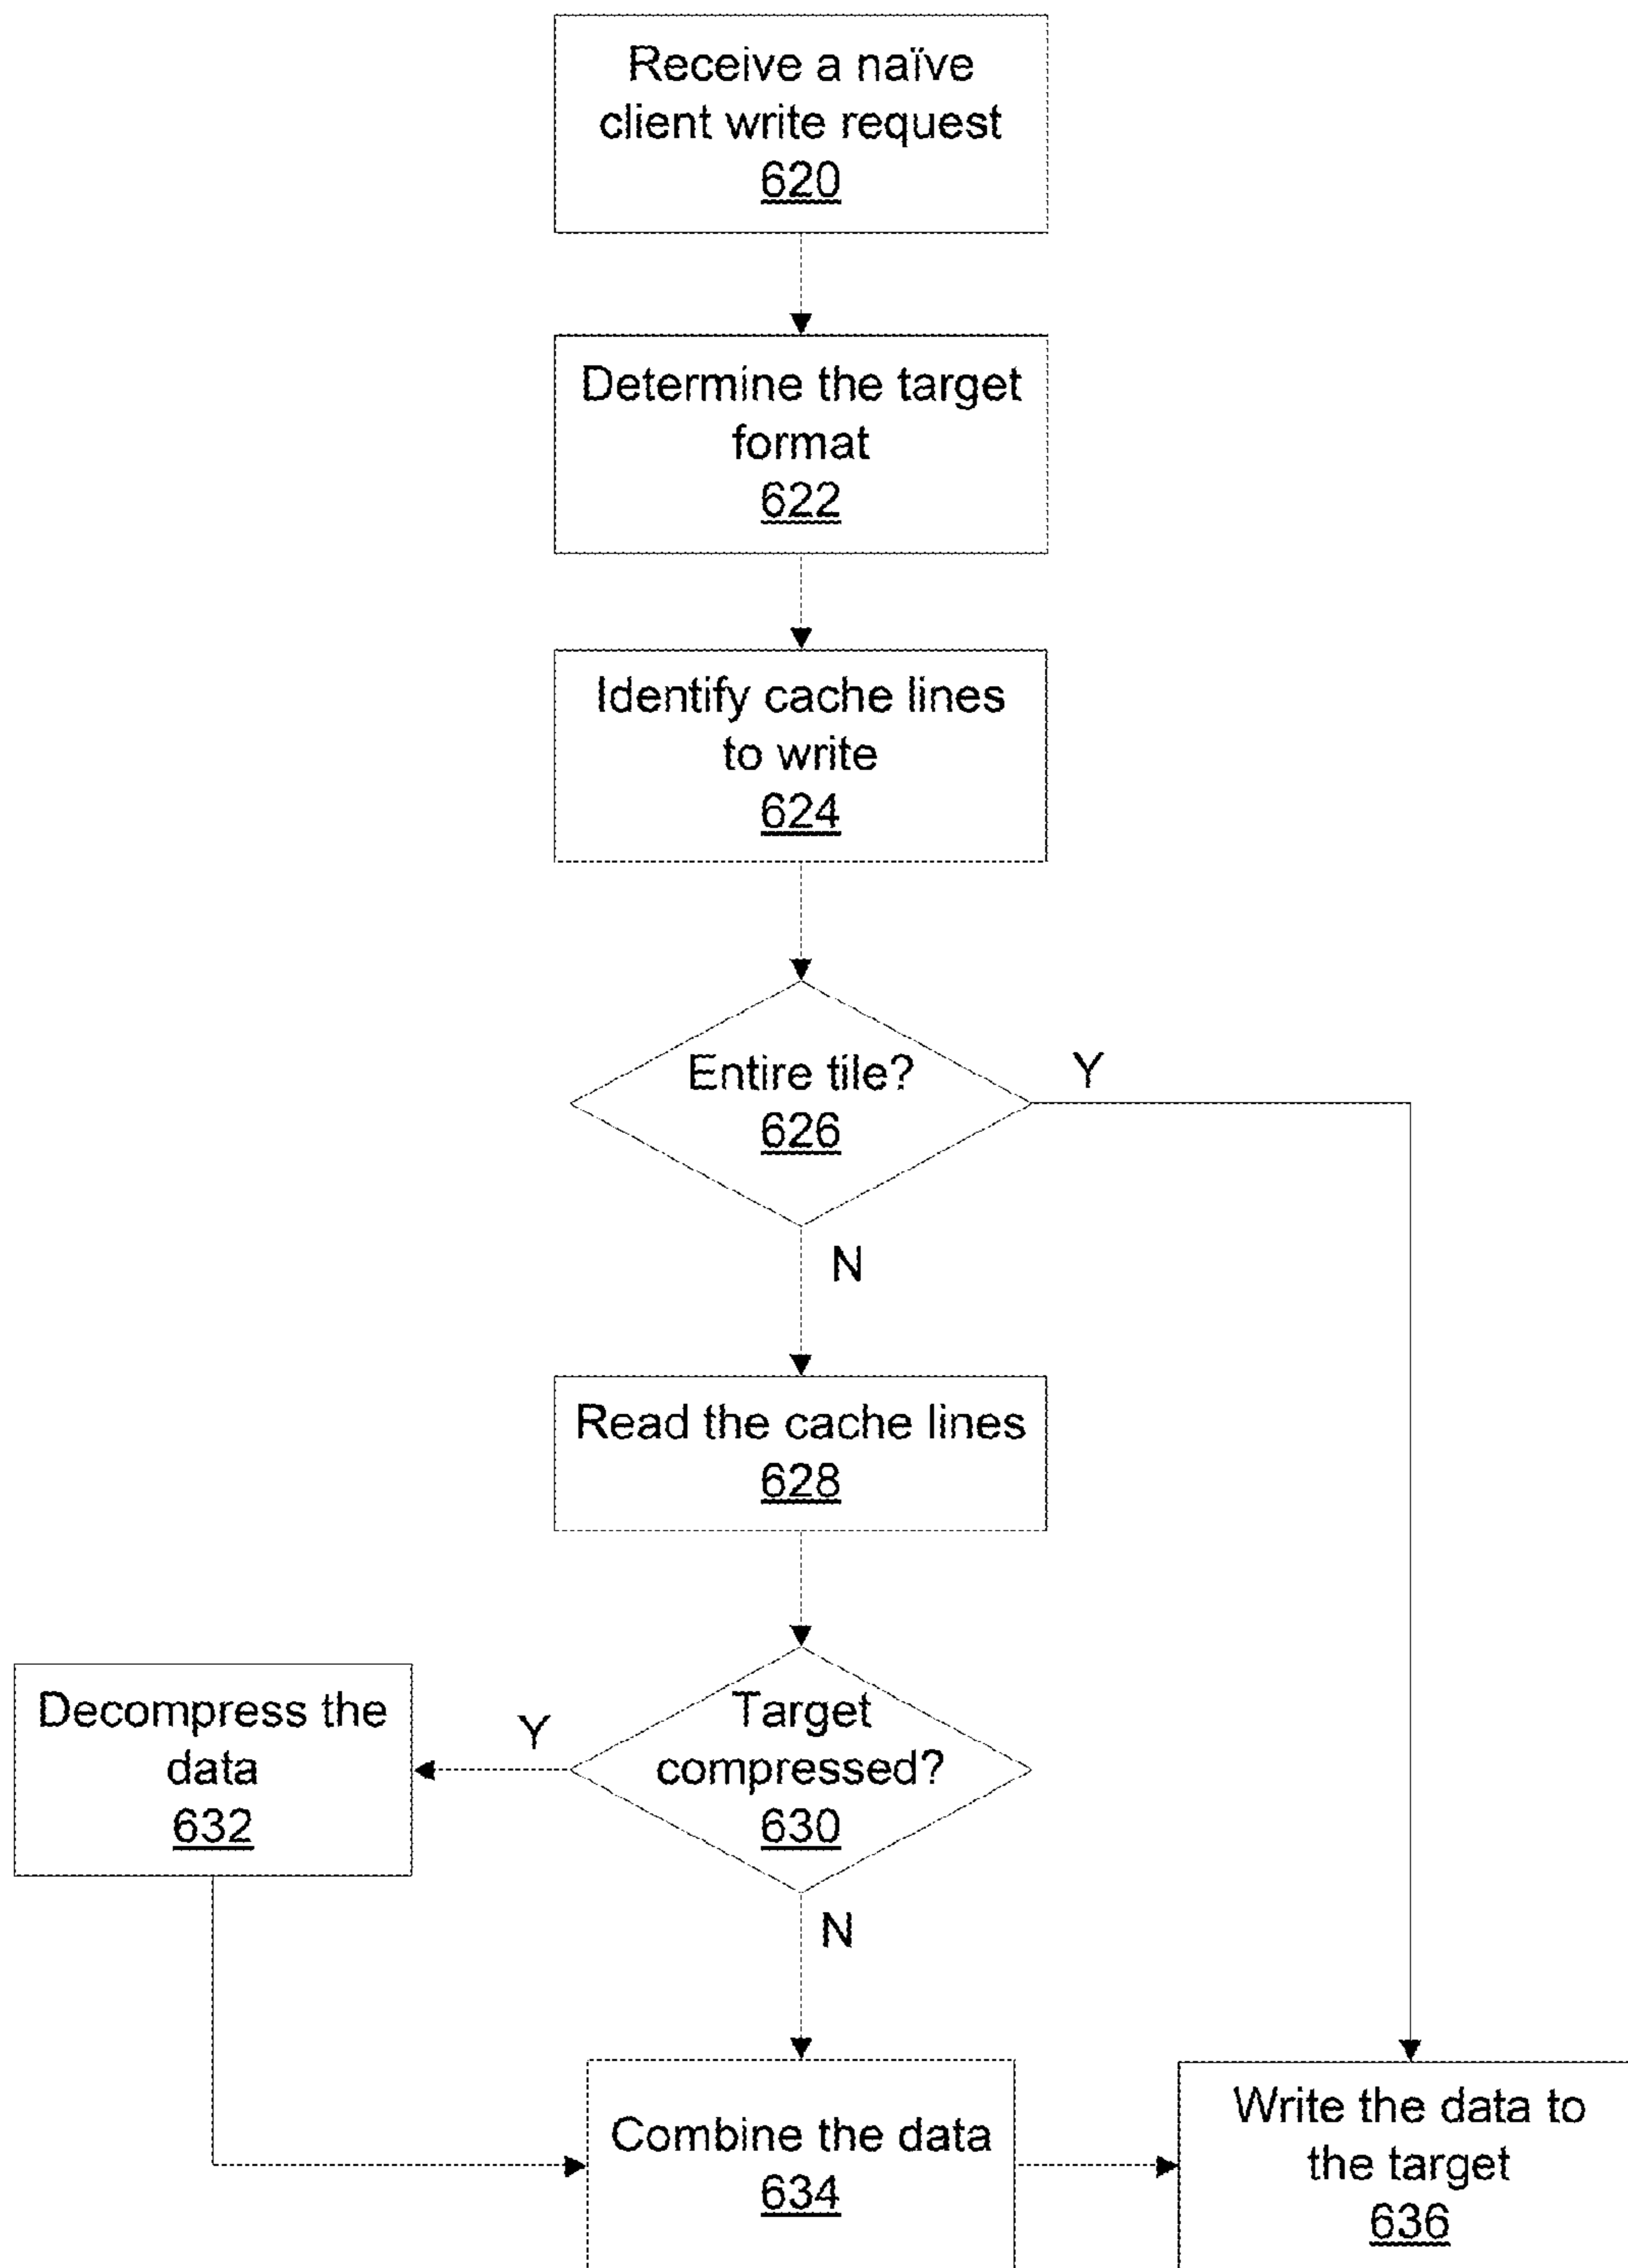 Receive a naïve
client write request
620
Determine the target
format
622
Identify cache lines
to write
624
Entire tile?
626
Y
N
Read the cache lines
628
Target
compressed?
630
Y
N
Decompress the
data
632
Combine the data
634
Write the data to
the target
636